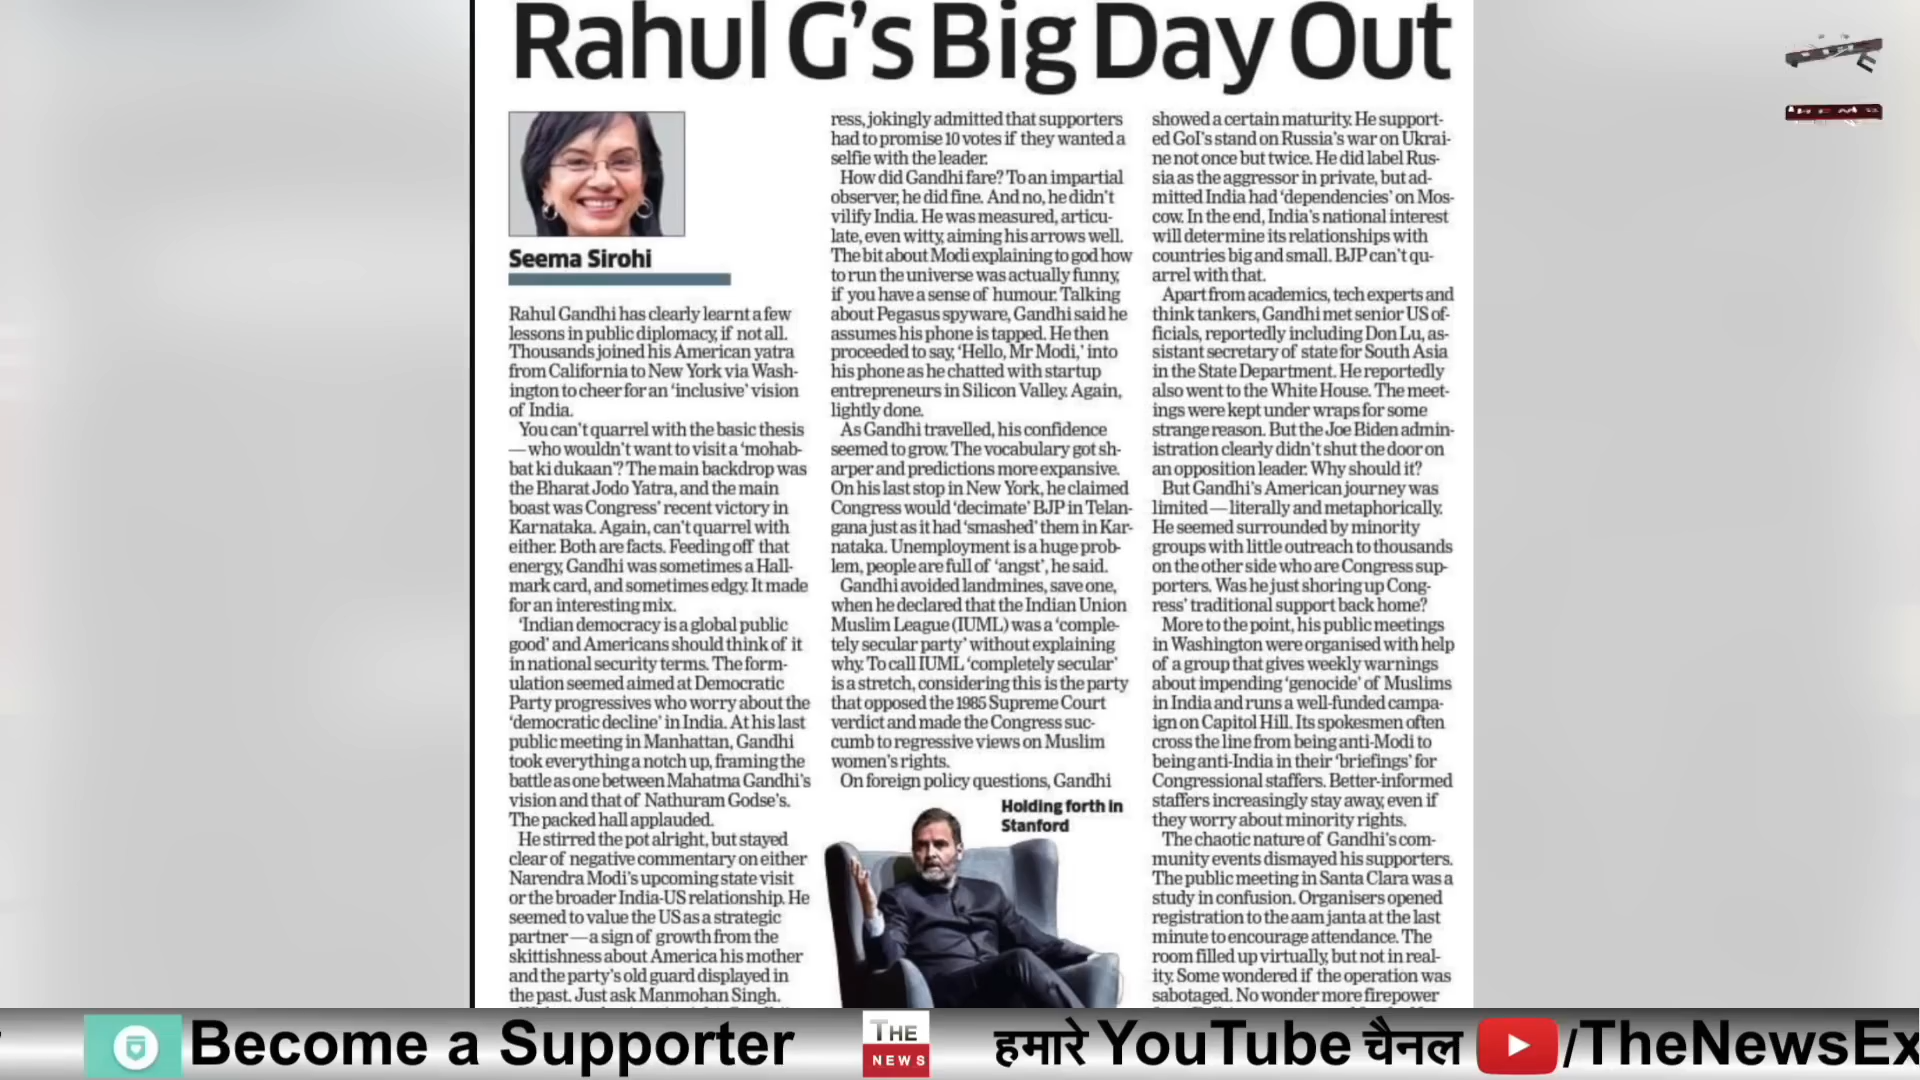 Rahul G's Big Day Out
Seema Sirohi
Rahul Gandhi has clearly learnt a few
lessons in public diplomacy, if not all.
Thousands joined his American yatra
from California to New York via Wash-
ington to cheer for an 'inclusive' vision
of India.
You can't quarrel with the basic thesis
— who wouldn't want to visit a 'mohab-
bat ki dukaan'? The main backdrop was
the Bharat Jodo Yatra, and the main
boast was Congress' recent victory in
Karnataka. Again, can't quarrel with
either. Both are facts. Feeding off that
energy, Gandhi was sometimes a Hall-
mark card, and sometimes edgy. It made
for an interesting mix.
'Indian democracy is a global public
good' and Americans should think of it
in national security terms. The form-
ulation seemed aimed at Democratic
Party progressives who worry about the
'democratic decline' in India. At his last
public meeting in Manhattan, Gandhi
took everything a notch up, framing the
battle as one between Mahatma Gandhi's
vision and that of Nathuram Godse's.
The packed hall applauded.
He stirred the pot alright, but stayed
clear of negative commentary on either
Narendra Modi's upcoming state visit
or the broader India-US relationship. He
seemed to value the US as a strategic
partner — a sign of growth from the
skittishness about America his mother
and the party's old guard displayed in
the past. Just ask Manmohan Singh.
ress, jokingly admitted that supporters
had to promise 10 votes if they wanted a
selfie with the leader.
How did Gandhi fare? To an impartial
observer, he did fine. And no, he didn't
vilify India. He was measured, articu-
late, even witty, aiming his arrows well.
The bit about Modi explaining to god how
to run the universe was actually funny,
if you have a sense of humour. Talking
about Pegasus spyware, Gandhi said he
assumes his phone is tapped. He then
proceeded to say, 'Hello, Mr Modi,' into
his phone as he chatted with startup
entrepreneurs in Silicon Valley. Again,
lightly done.
As Gandhi travelled, his confidence
seemed to grow. The vocabulary got sh-
arper and predictions more expansive.
On his last stop in New York, he claimed
Congress would 'decimate' BJP in Telan-
gana just as it had 'smashed' them in Kar-
nataka. Unemployment is a huge prob-
lem, people are full of 'angst', he said.
Gandhi avoided landmines, save one,
when he declared that the Indian Union
Muslim League (IUML) was a 'comple-
tely secular party' without explaining
why. To call IUML 'completely secular'
is a stretch, considering this is the party
that opposed the 1985 Supreme Court
verdict and made the Congress suc-
cumb to regressive views on Muslim
women's rights.
On foreign policy questions, Gandhi
Holding forth in
Stanford
showed a certain maturity. He support-
ed GoI's stand on Russia's war on Ukrai-
ne not once but twice. He did label Rus-
sia as the aggressor in private, but ad-
mitted India had 'dependencies' on Mos-
cow. In the end, India's national interest
will determine its relationships with
countries big and small. BJP can't qu-
arrel with that.
Apart from academics, tech experts and
think tankers, Gandhi met senior US of-
ficials, reportedly including Don Lu, as-
sistant secretary of state for South Asia
in the State Department. He reportedly
also went to the White House. The meet-
ings were kept under wraps for some
strange reason. But the Joe Biden admin-
istration clearly didn't shut the door on
an opposition leader. Why should it?
But Gandhi's American journey was
limited — literally and metaphorically.
He seemed surrounded by minority
groups with little outreach to thousands
on the other side who are Congress sup-
porters. Was he just shoring up Cong-
ress' traditional support back home?
More to the point, his public meetings
in Washington were organised with help
of a group that gives weekly warnings
about impending 'genocide' of Muslims
in India and runs a well-funded campa-
ign on Capitol Hill. Its spokesmen often
cross the line from being anti-Modi to
being anti-India in their 'briefings' for
Congressional staffers. Better-informed
staffers increasingly stay away, even if
they worry about minority rights.
The chaotic nature of Gandhi's com-
munity events dismayed his supporters.
The public meeting in Santa Clara was a
study in confusion. Organisers opened
registration to the aam janta at the last
minute to encourage attendance. The
room filled up virtually, but not in real-
ity. Some wondered if the operation was
sabotaged. No wonder more firepower
Become a Supporter THE NEWS हमारे YouTube चैनल /TheNewsEx